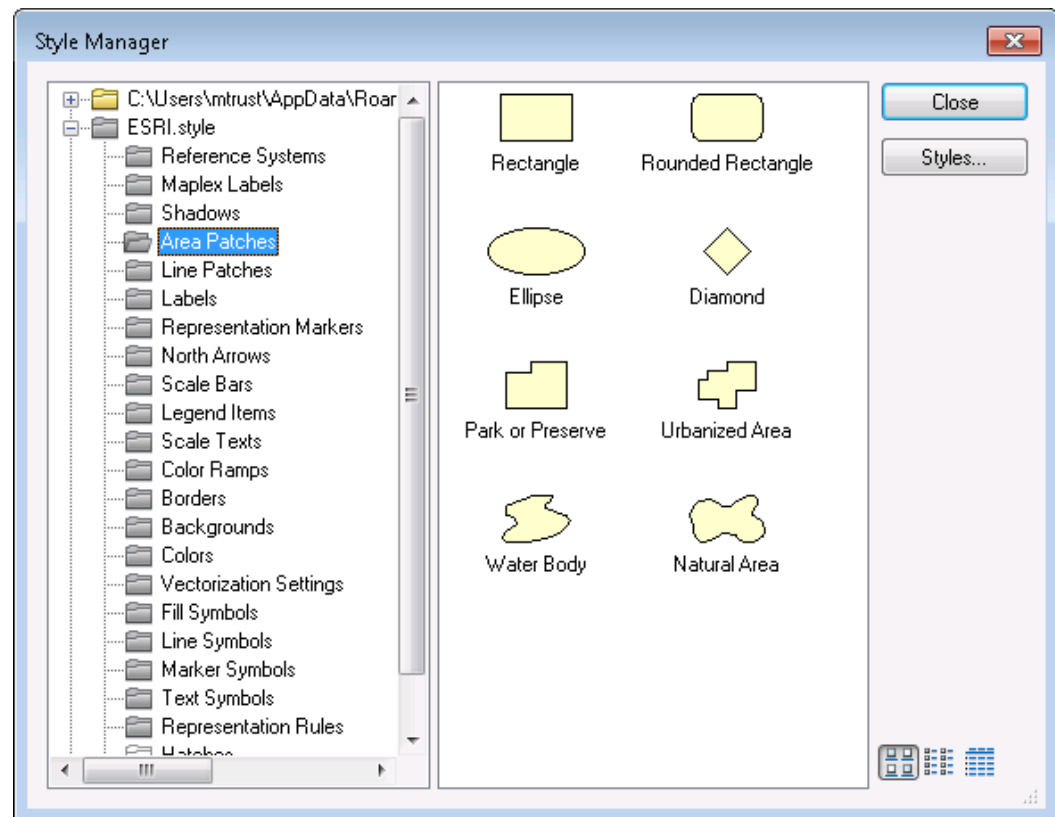 Style Manager
C:\Users\mtrust\AppData\Roar
ESRI.style
Reference Systems
Maplex Labels
Shadows
Area Patches
Line Patches
Labels
Representation Markers
North Arrows
Scale Bars
Legend Items
Scale Texts
Color Ramps
Borders
Backgrounds
Colors
Vectorization Settings
Fill Symbols
Line Symbols
Marker Symbols
Text Symbols
Representation Rules
Hatches
Rectangle
Rounded Rectangle
Ellipse
Diamond
Park or Preserve
Urbanized Area
Water Body
Natural Area
Close
Styles...